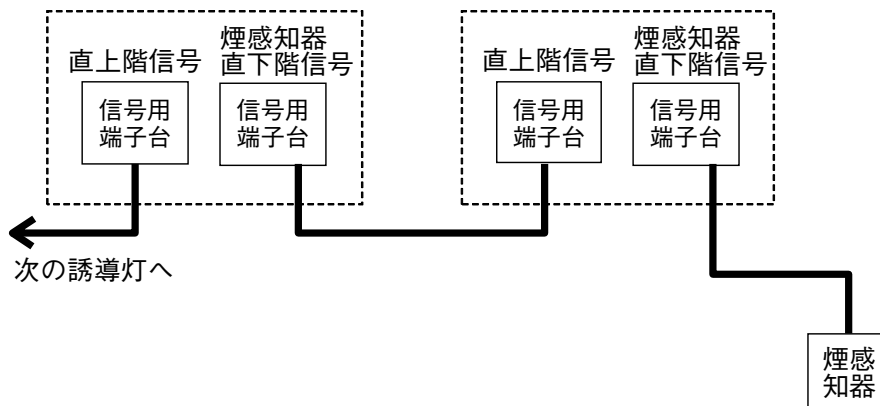 直上階信号
煙感知器
直下階信号
信号用
端子台
信号用
端子台
直上階信号
煙感知器
直下階信号
信号用
端子台
信号用
端子台
次の誘導灯へ
煙感
知器